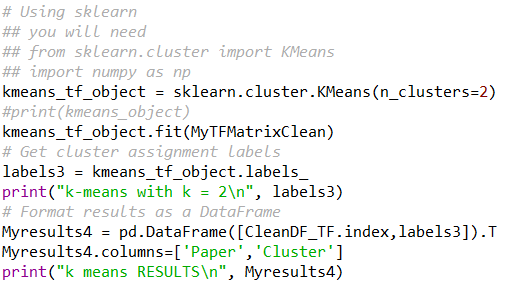 # Using sklearn
## you will need
## from sklearn.cluster import KMeans
## import numpy as np
kmeans_tf_object = sklearn.cluster.KMeans(n_clusters=2)
#print(kmeans_object)
kmeans_tf_object.fit(MyTFMatrixClean)
# Get cluster assignment labels
labels3 = kmeans_tf_object.labels_
print("k-means with k = 2\n", labels3)
# Format results as a DataFrame
Myresults4 = pd.DataFrame([CleanDF_TF.index,labels3]).T
Myresults4.columns=['Paper','Cluster']
print("k means RESULTS\n", Myresults4)